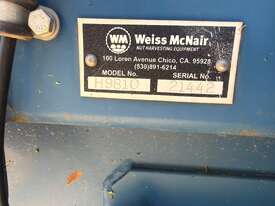 WM Weiss McNair
NUT HARVESTING EQUIPMENT
100 Loren Avenue Chico, CA. 95928
(530)891-6214
MODEL No. SERIAL No.
H9810 21442